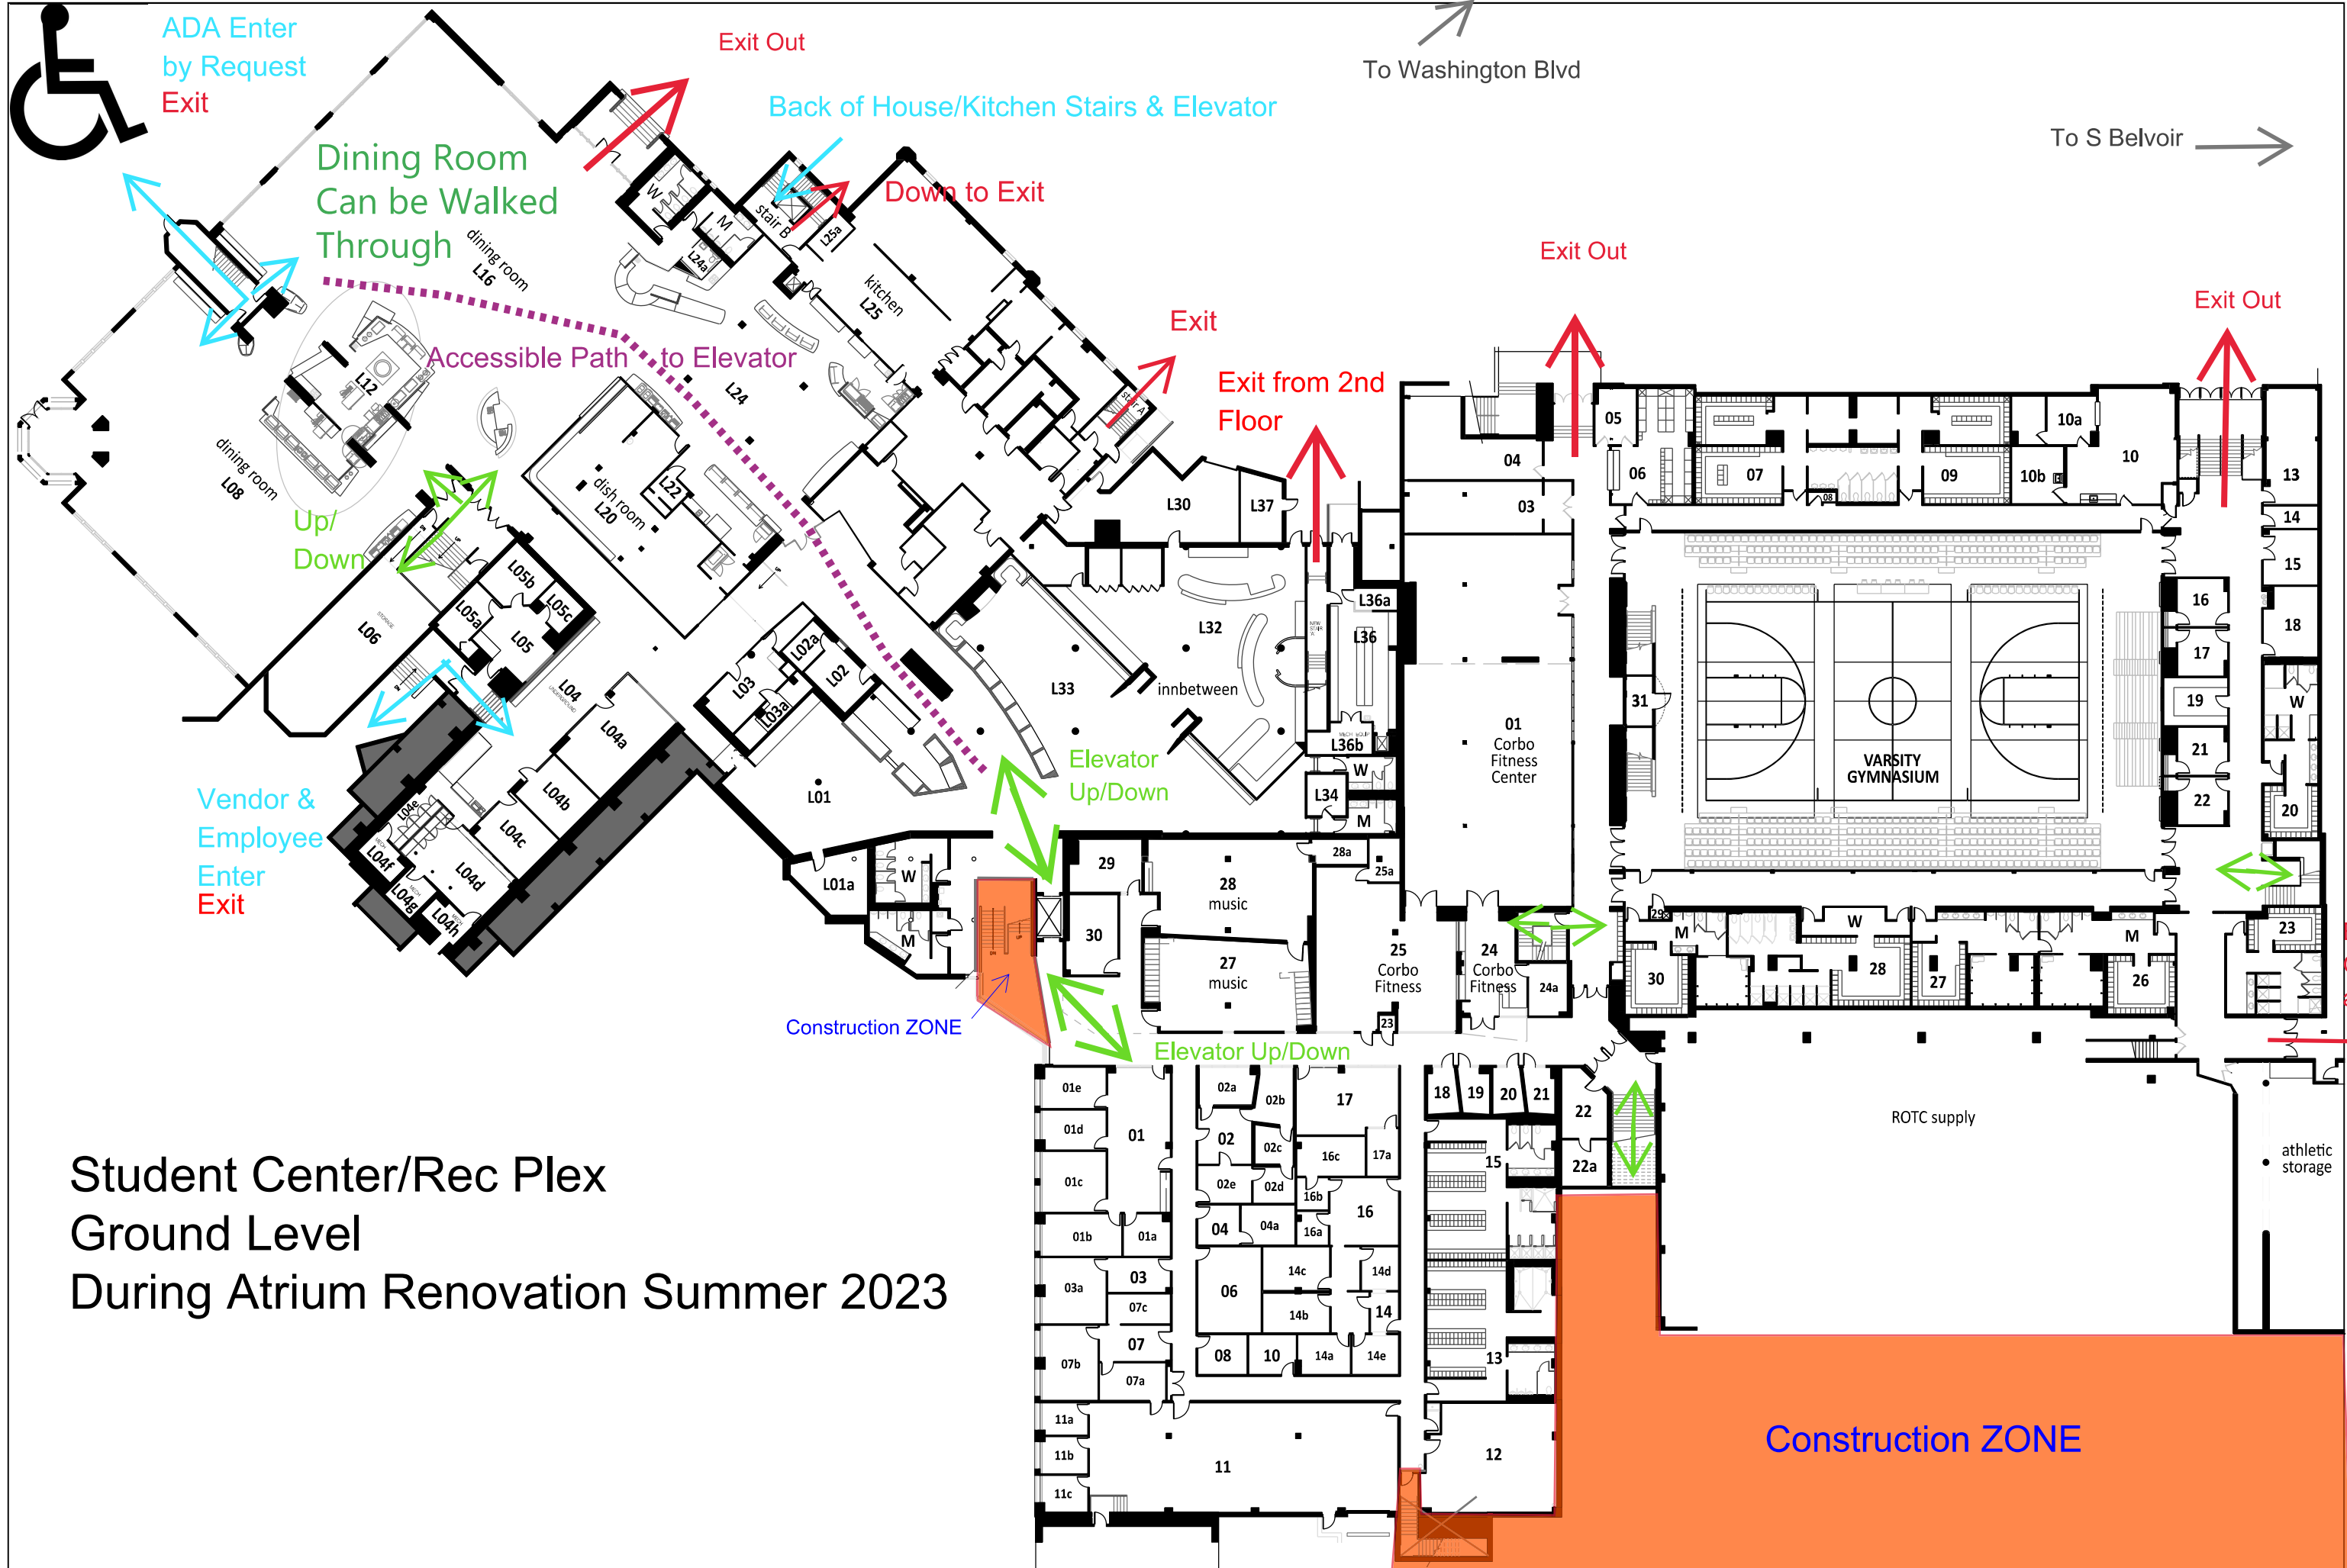 ADA Enter
by Request
Exit
Exit Out
To Washington Blvd
Back of House/Kitchen Stairs & Elevator
To S Belvoir
Dining Room
Can be Walked
Through
Down to Exit
W
M
stair B
L25a
L24a
dining room
L16
kitchen
L25
Exit Out
Exit Out
Exit
Accessible Path to Elevator
L12
L24
stair A
Exit from 2nd
Floor
dining room
L08
Up/
Down
dish room
L20
L22
L30
L37
05
04
03
06
07
08
09
10a
10b
10
13
14
15
16
17
18
19
W
21
22
20
L05b
L05c
L05a
L05
L06
STORAGE
L36a
L32
L36
L33
innbetween
L02a
L02
L03
L03a
L04
UNDERGROUND
L04a
L04b
L04c
L04e
L04f
L04d
L04g
L04h
L36b
W
L34
M
L01
Elevator
Up/Down
01
Corbo
Fitness
Center
31
VARSITY
GYMNASIUM
Vendor &
Employee
Enter
Exit
L01a
W
M
29
30
28
music
28a
25a
27
music
25
Corbo
Fitness
24
Corbo
Fitness
24a
23
29
M
30
W
28
27
M
26
23
Construction ZONE
Elevator Up/Down
01e
01d
01c
01
01b
01a
02a
02b
02
02c
02e
02d
17
16c
17a
16b
16
16a
04
04a
18
19
20
21
22
22a
15
ROTC supply
athletic
storage
Student Center/Rec Plex
Ground Level
During Atrium Renovation Summer 2023
03a
03
07c
07
07b
07a
06
14c
14d
14b
14
08
10
14a
14e
13
11a
11b
11c
11
12
Construction ZONE